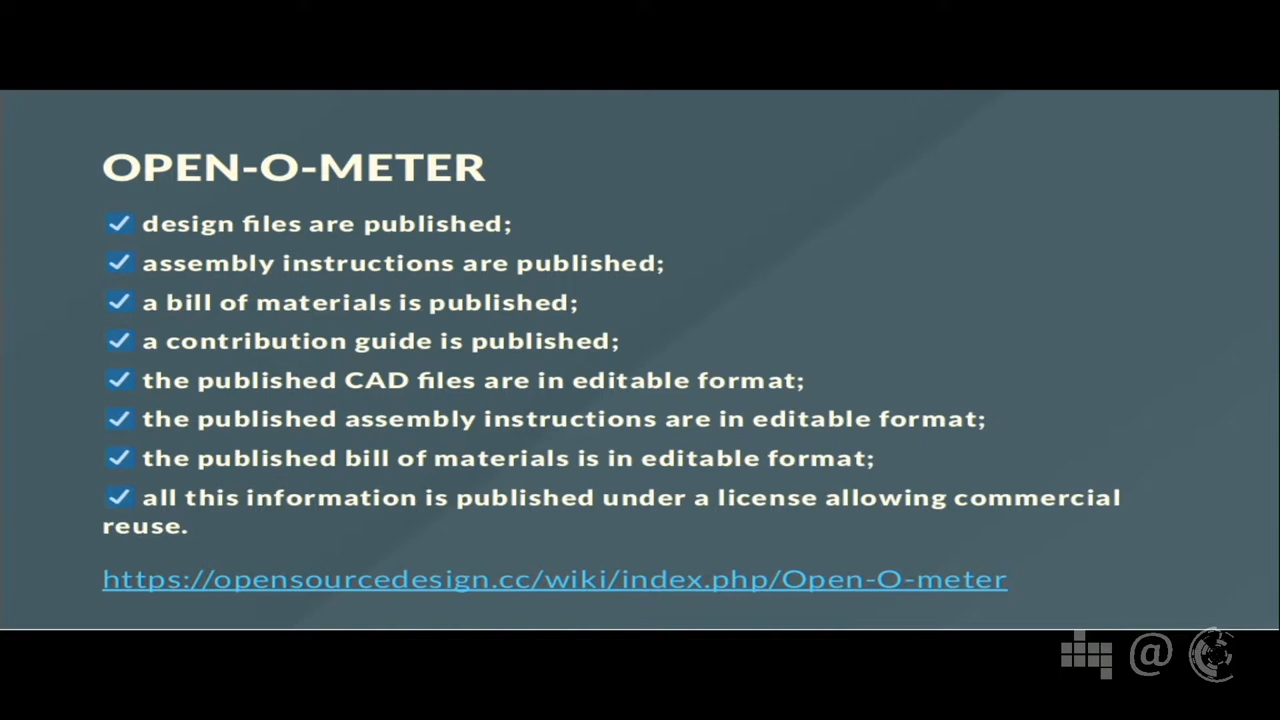 OPEN-O-METER
✓ design files are published;
✓ assembly instructions are published;
✓ a bill of materials is published;
✓ a contribution guide is published;
✓ the published CAD files are in editable format;
✓ the published assembly instructions are in editable format;
✓ the published bill of materials is in editable format;
✓ all this information is published under a license allowing commercial
reuse.
https://opensourcedesign.cc/wiki/index.php/Open-O-meter
@